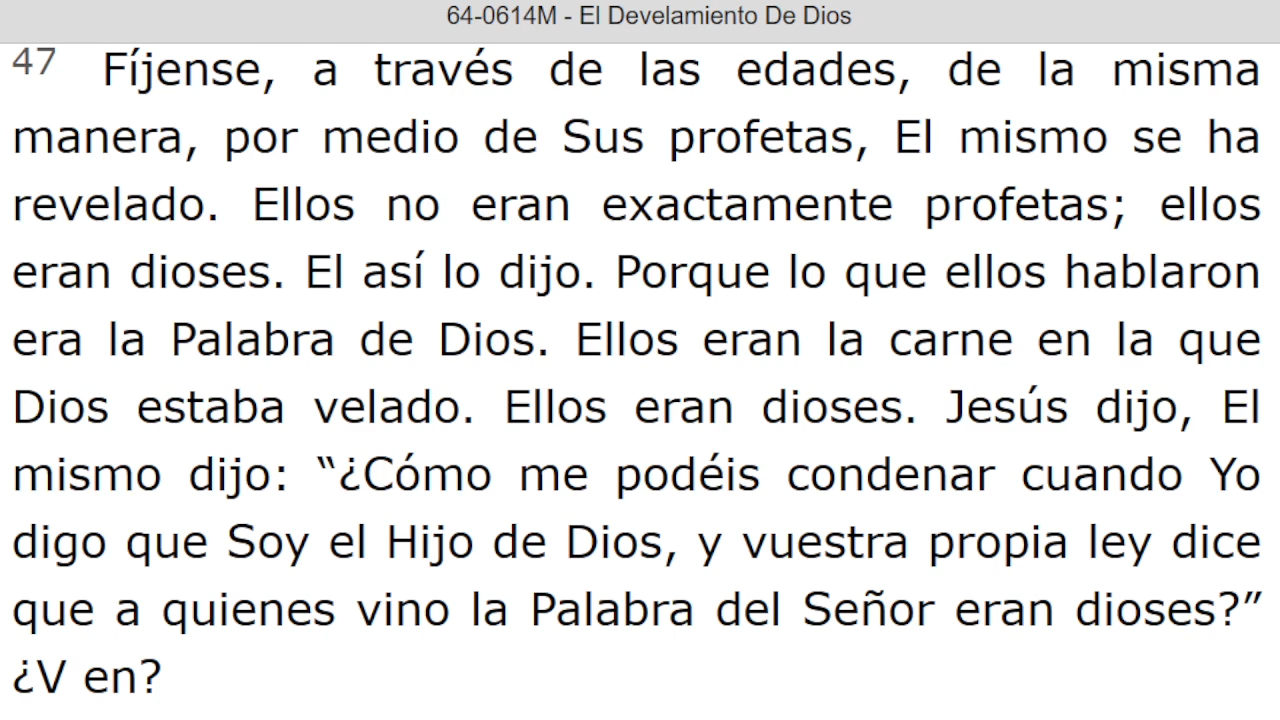 64-0614M - El Develamiento De Dios
47 Fíjense, a través de las edades, de la misma
manera, por medio de Sus profetas, El mismo se ha
revelado. Ellos no eran exactamente profetas; ellos
eran dioses. El así lo dijo. Porque lo que ellos hablaron
era la Palabra de Dios. Ellos eran la carne en la que
Dios estaba velado. Ellos eran dioses. Jesús dijo, El
mismo dijo: “¿Cómo me podéis condenar cuando Yo
digo que Soy el Hijo de Dios, y vuestra propia ley dice
que a quienes vino la Palabra del Señor eran dioses?”
¿V en?